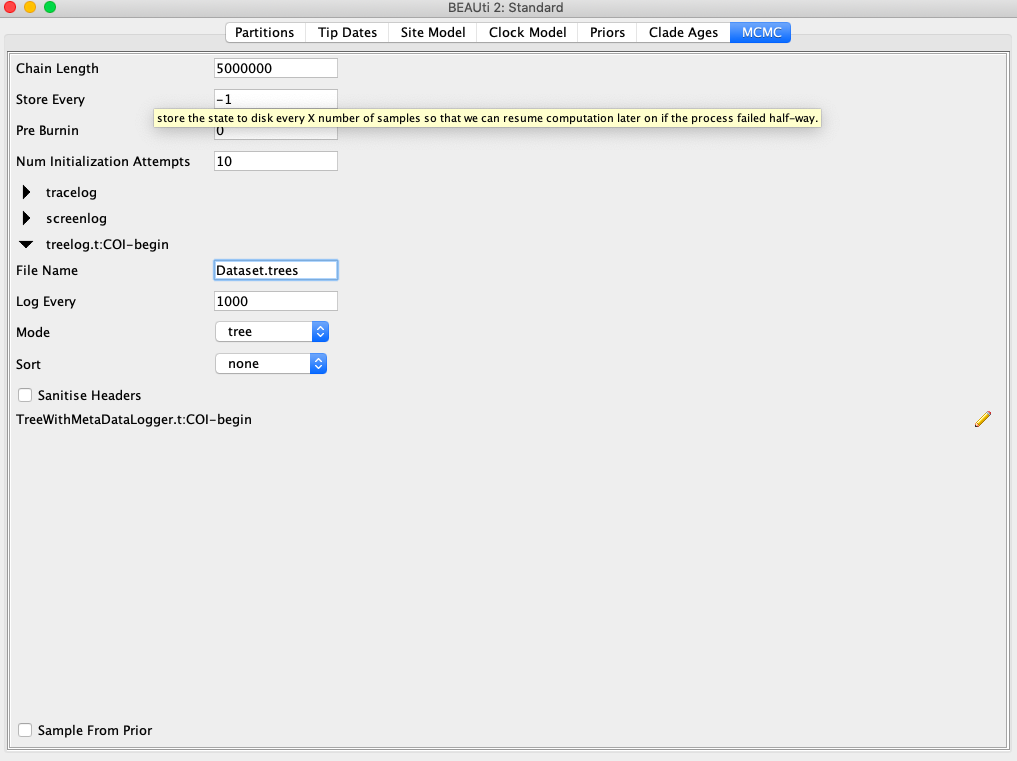 BEAUti 2: Standard
Partitions Tip Dates Site Model Clock Model Priors Clade Ages MCMC
Chain Length 5000000
Store Every -1
store the state to disk every X number of samples so that we can resume computation later on if the process failed half-way.
Pre Burnin 0
Num Initialization Attempts 10
tracelog
screenlog
treelog.t:COI-begin
File Name Dataset.trees
Log Every 1000
Mode tree
Sort none
Sanitise Headers
TreeWithMetaDataLogger.t:COI-begin
Sample From Prior